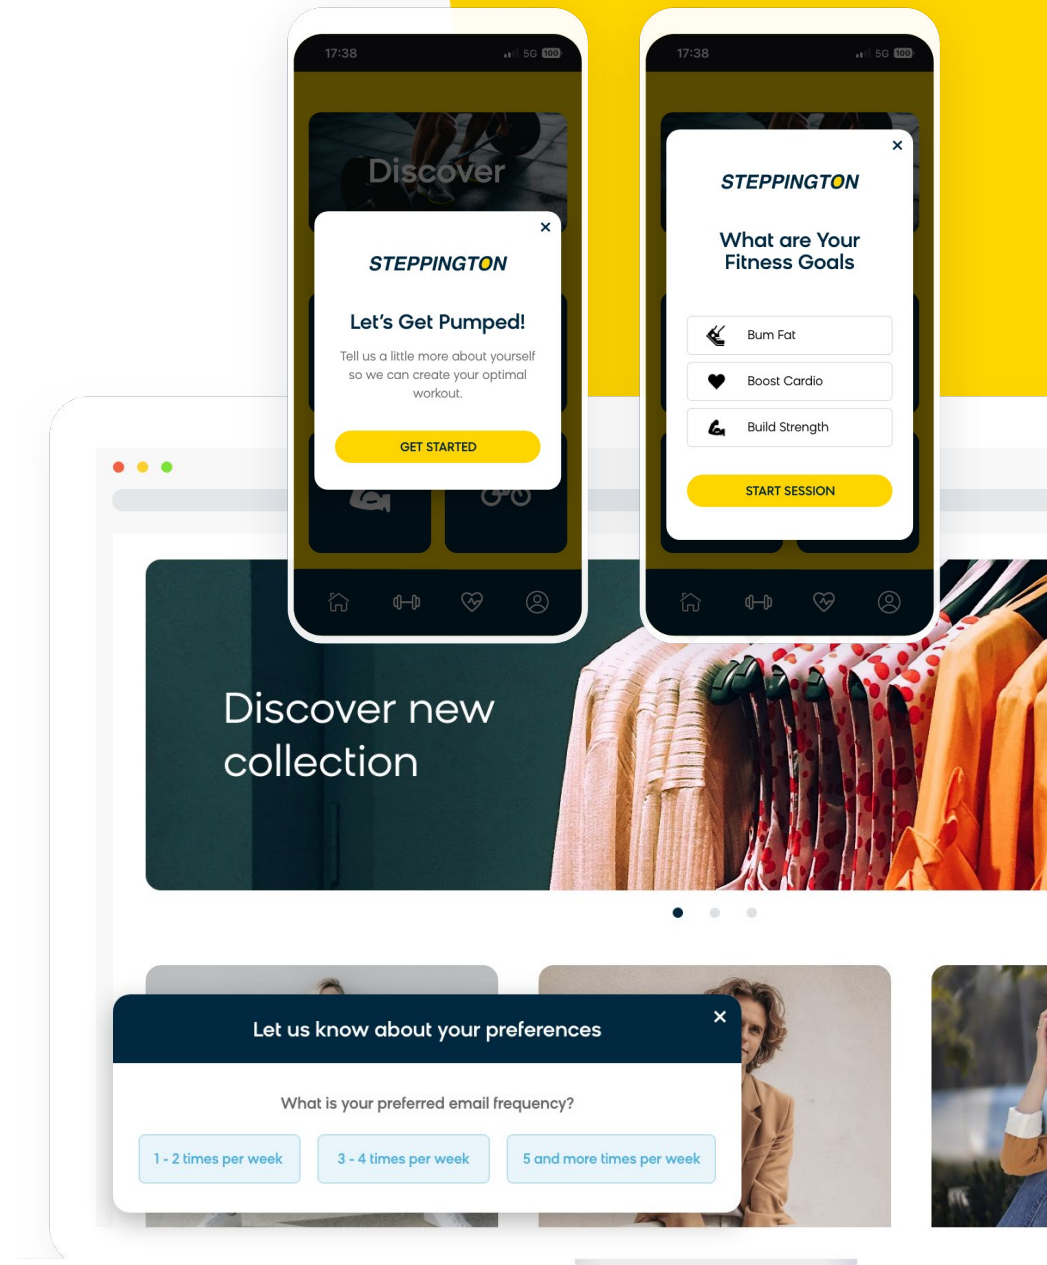 17:38
5G 100
Discover
STEPPINGTON
Let's Get Pumped!
Tell us a little more about yourself
so we can create your optimal
workout.
GET STARTED
17:38
5G 100
STEPPINGTON
What are Your
Fitness Goals
Bum Fat
Boost Cardio
Build Strength
START SESSION
Discover new
collection
Let us know about your preferences
What is your preferred email frequency?
1 - 2 times per week
3 - 4 times per week
5 and more times per week